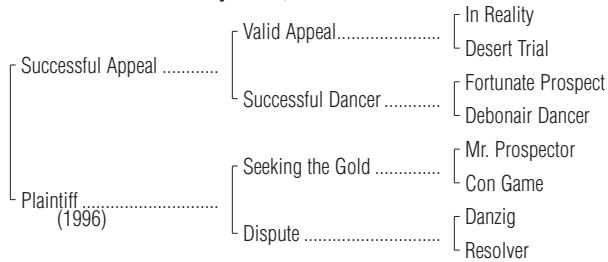 In Reality
Valid Appeal..................
Desert Trial
Successful Appeal ............
Fortunate Prospect
Successful Dancer .............
Debonair Dancer
Mr. Prospector
Seeking the Gold ................
Con Game
Plaintiff .............................
(1996)
Danzig
Dispute .............................
Resolver